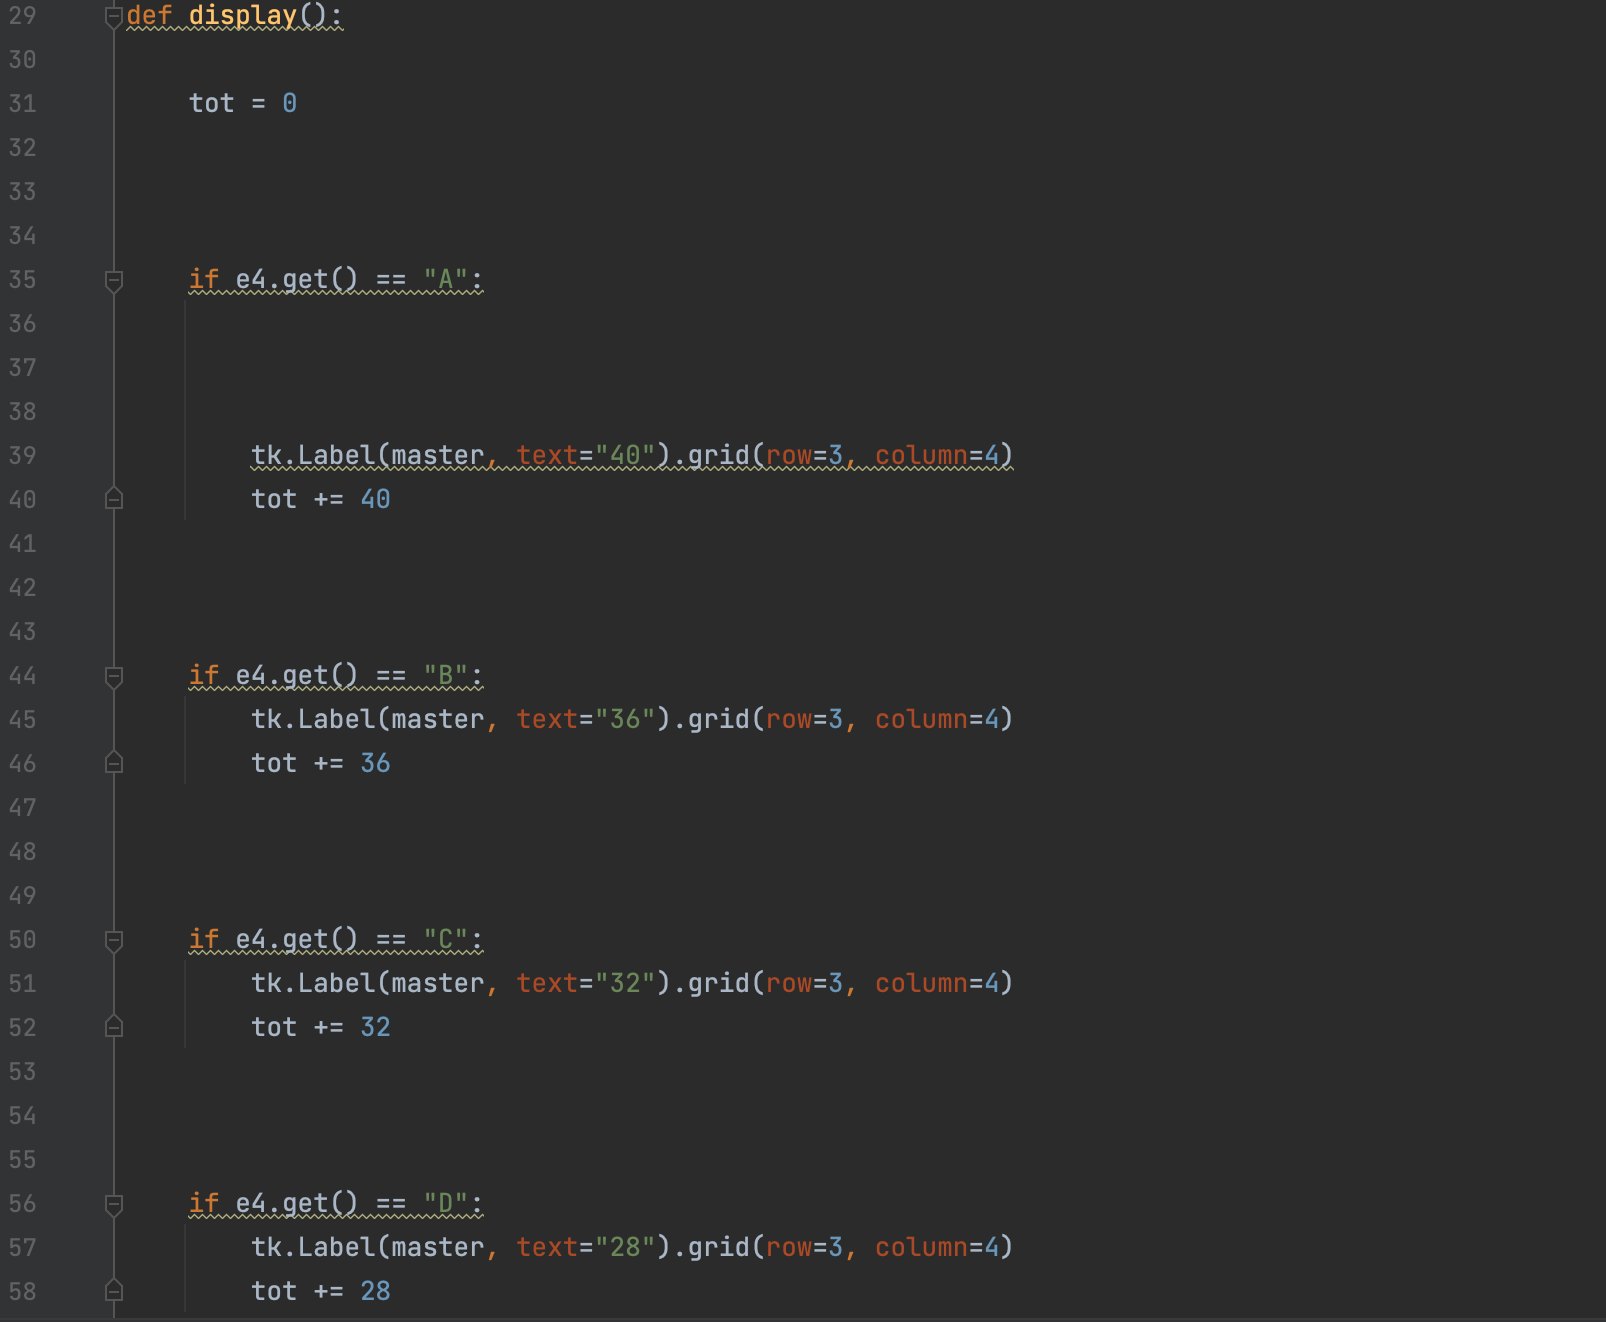 29 def display():
30
31     tot = 0
32
33
34
35     if e4.get() == "A":
36
37
38
39         tk.Label(master, text="40").grid(row=3, column=4)
40         tot += 40
41
42
43
44     if e4.get() == "B":
45         tk.Label(master, text="36").grid(row=3, column=4)
46         tot += 36
47
48
49
50     if e4.get() == "C":
51         tk.Label(master, text="32").grid(row=3, column=4)
52         tot += 32
53
54
55
56     if e4.get() == "D":
57         tk.Label(master, text="28").grid(row=3, column=4)
58         tot += 28